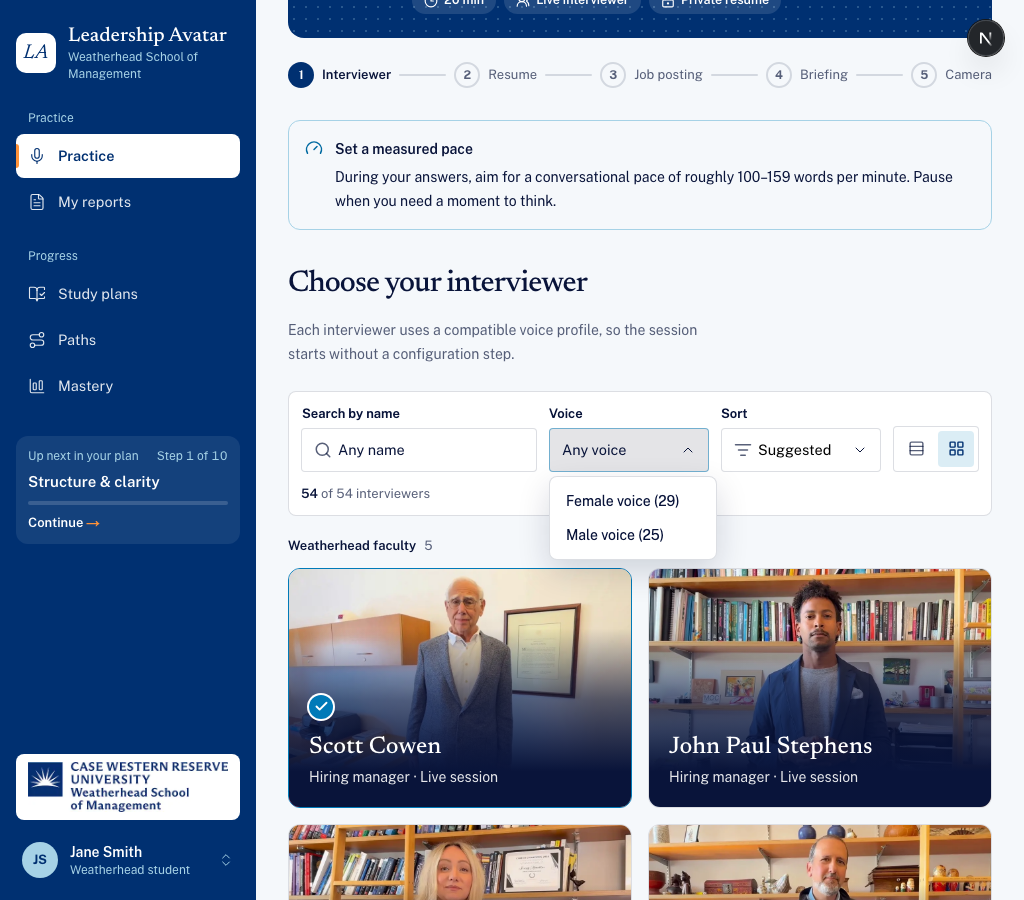 20 min
Live interviewer
Private resume
LA
Leadership Avatar
Weatherhead School of
Management
N
Practice
Practice
My reports
Progress
Study plans
Paths
Mastery
Up next in your plan
Step 1 of 10
Structure & clarity
Continue →
CASE WESTERN RESERVE
UNIVERSITY
Weatherhead School
of Management
JS
Jane Smith
Weatherhead student
1 Interviewer
2 Resume
3 Job posting
4 Briefing
5 Camera
Set a measured pace
During your answers, aim for a conversational pace of roughly 100–159 words per minute. Pause
when you need a moment to think.
Choose your interviewer
Each interviewer uses a compatible voice profile, so the session
starts without a configuration step.
Search by name
Voice
Sort
Any name
Any voice
Suggested
54 of 54 interviewers
Female voice (29)
Male voice (25)
Weatherhead faculty 5
Scott Cowen
Hiring manager · Live session
John Paul Stephens
Hiring manager · Live session